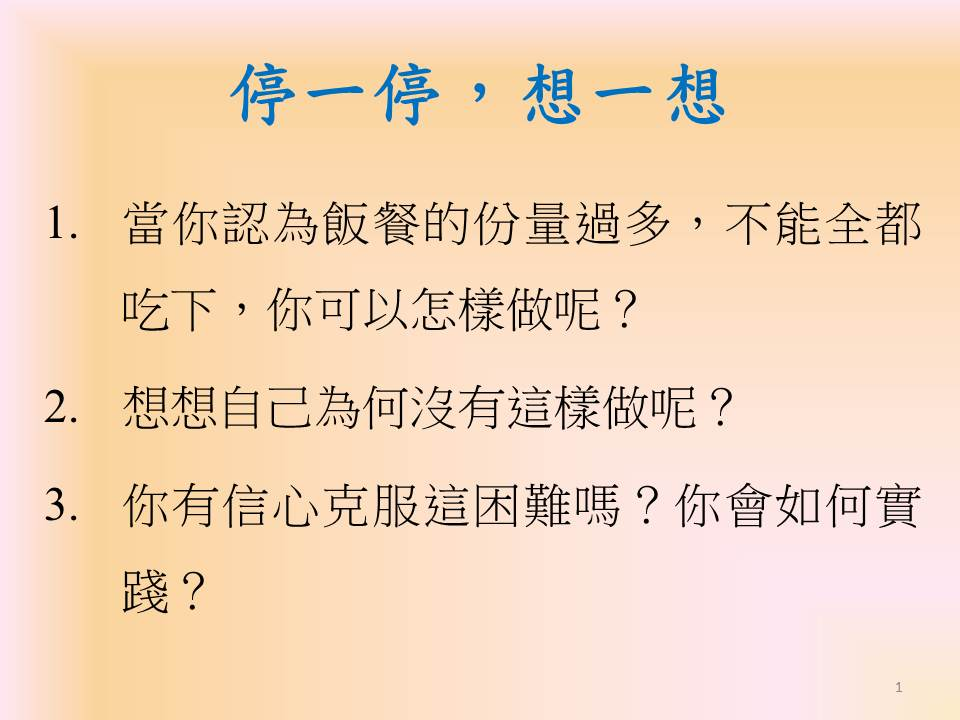 停一停，想一想
1. 當你認為飯餐的份量過多，不能全都
吃下，你可以怎樣做呢？
2. 想想自己為何沒有這樣做呢？
3. 你有信心克服這困難嗎？你會如何實
踐？
1